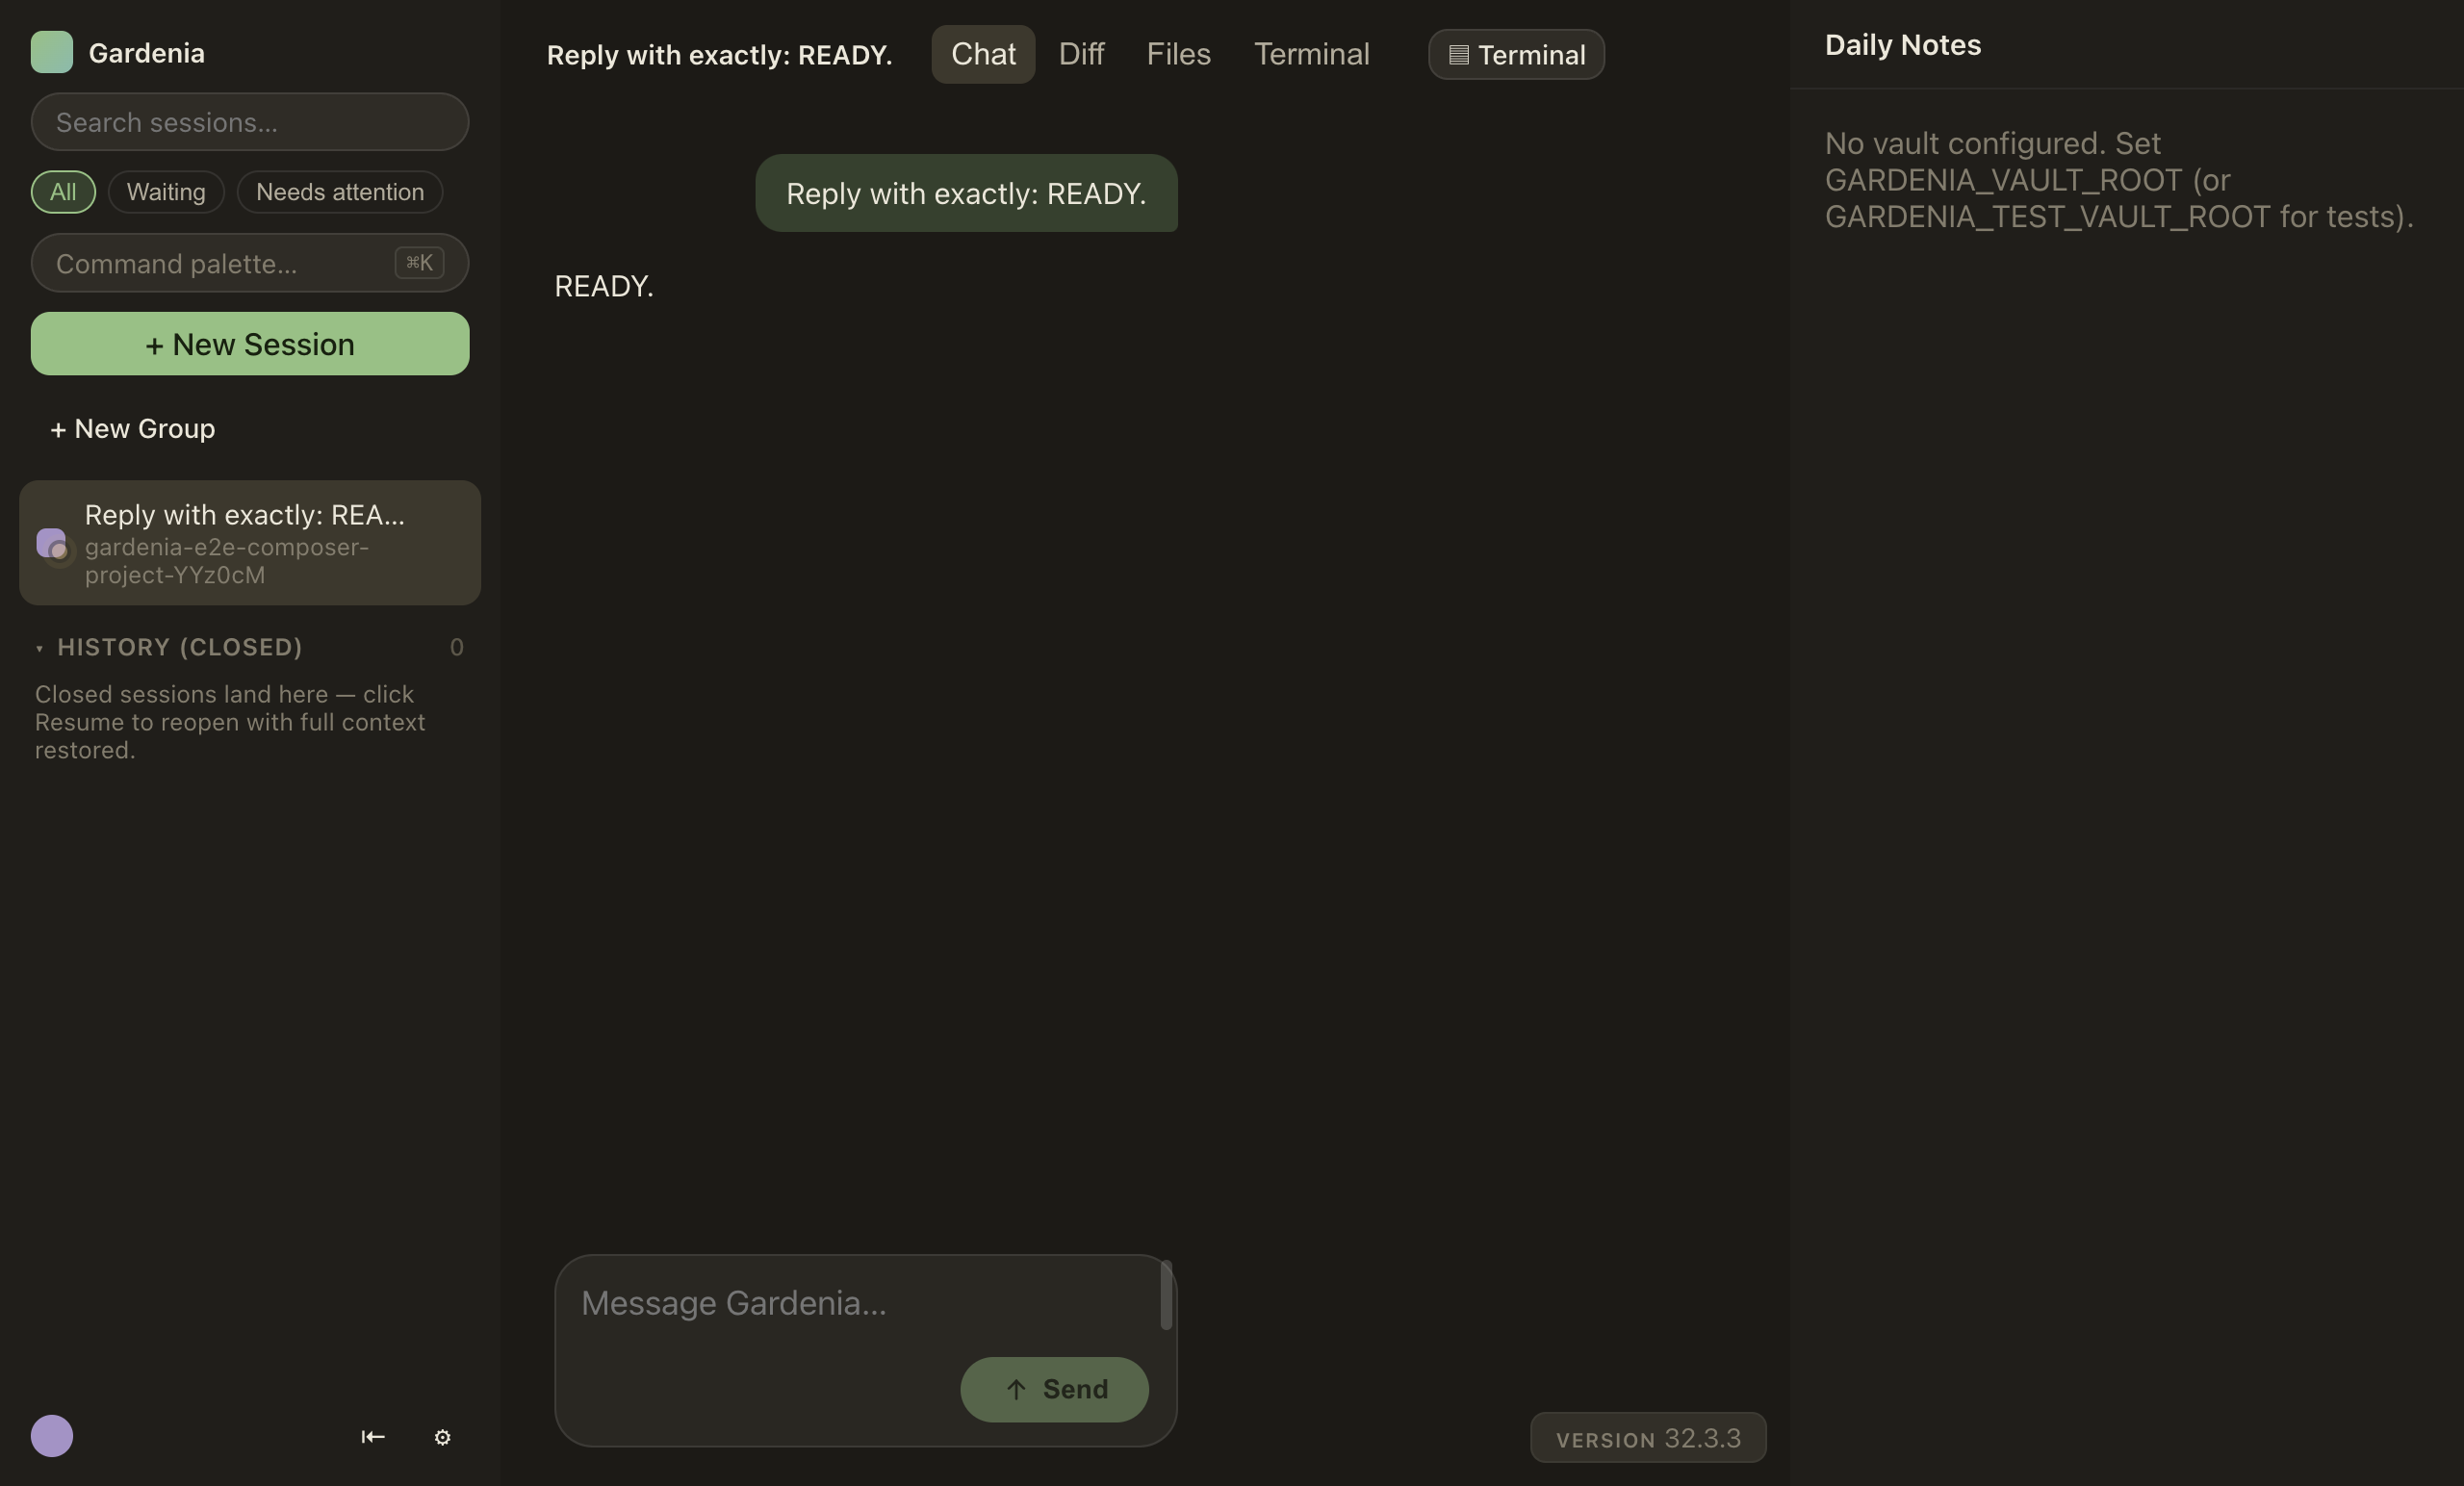 Gardenia
Search sessions...
All Waiting Needs attention
Command palette... ⌘K
+ New Session
+ New Group
Reply with exactly: REA...
gardenia-e2e-composer-
project-YYz0cM
▾ HISTORY (CLOSED) 0
Closed sessions land here — click
Resume to reopen with full context
restored.
Reply with exactly: READY. Chat Diff Files Terminal ▤ Terminal
Reply with exactly: READY.
READY.
Message Gardenia...
↑ Send
VERSION 32.3.3
Daily Notes
No vault configured. Set
GARDENIA_VAULT_ROOT (or
GARDENIA_TEST_VAULT_ROOT for tests).